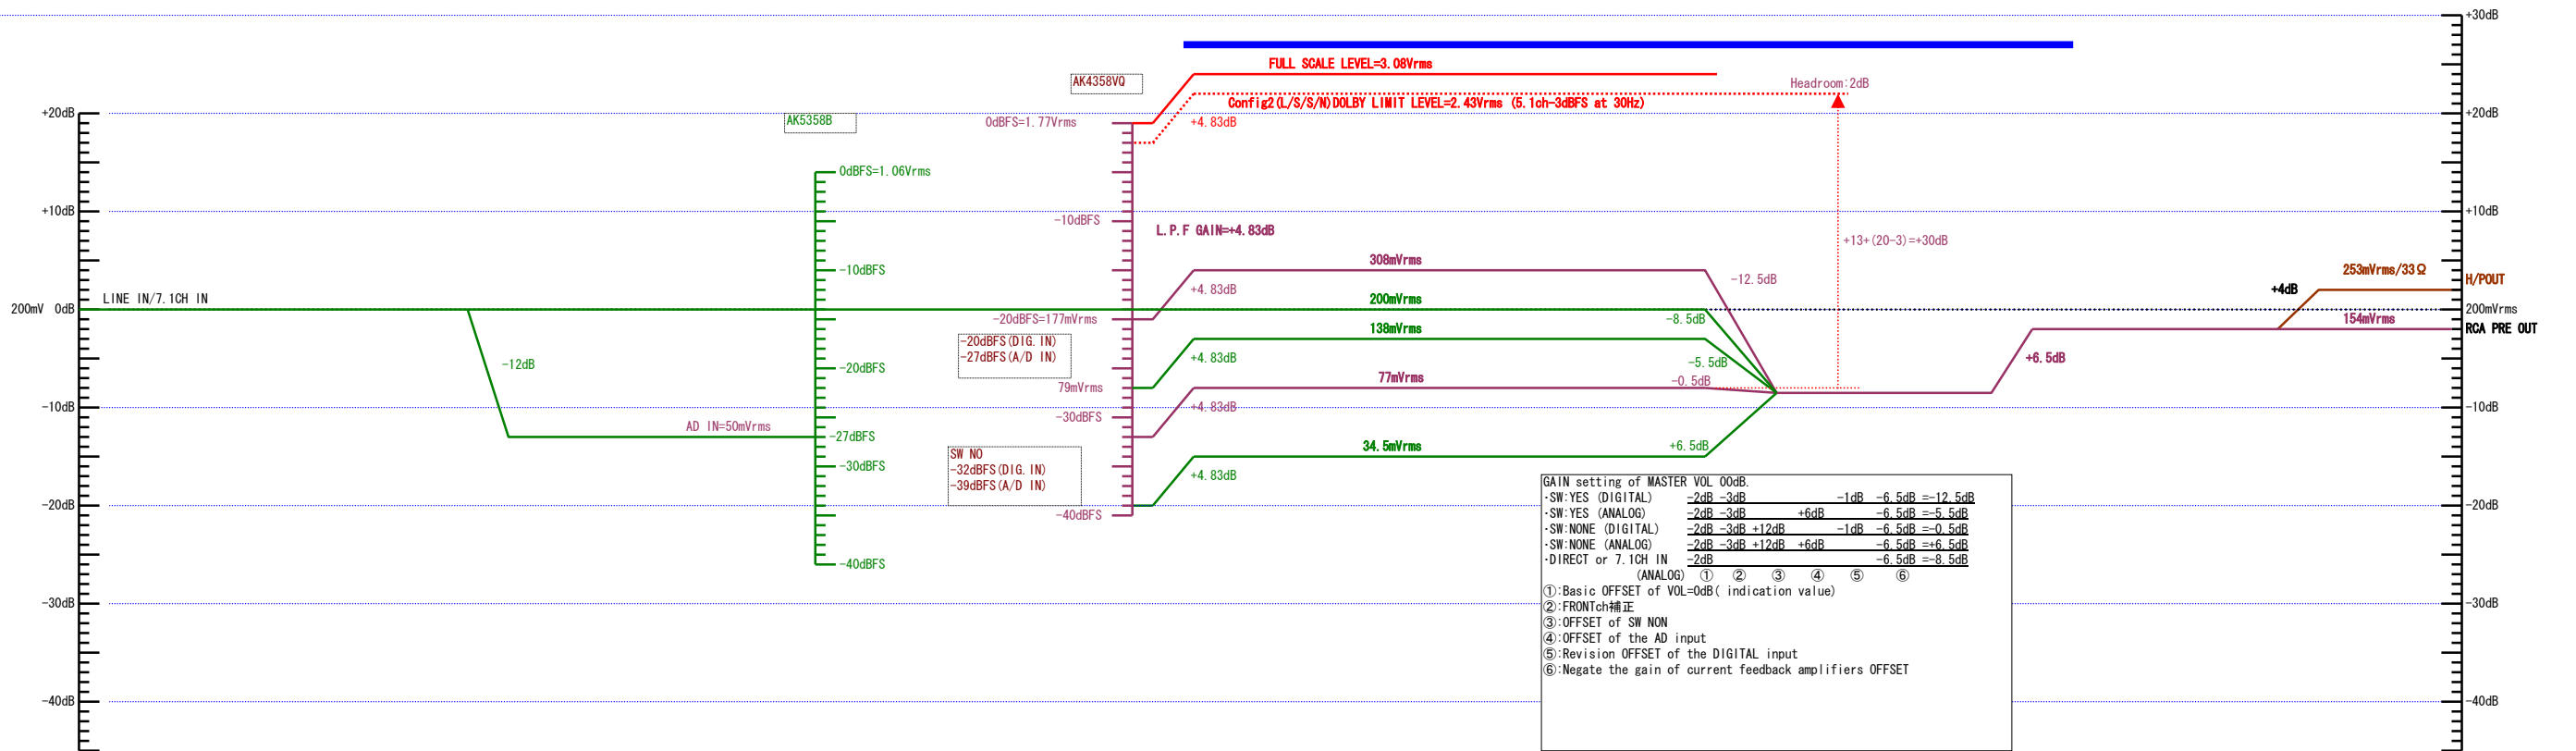 +30dB
FULL SCALE LEVEL=3.08Vrms
AK4358VQ
Headroom:2dB
Config2(L/S/S/N)DOLBY LIMIT LEVEL=2.43Vrms (5.1ch-3dBFS at 30Hz)
+20dB
+20dB
AK5358B
0dBFS=1.77Vrms
+4.83dB
0dBFS=1.06Vrms
+10dB
+10dB
-10dBFS
L.P.F GAIN=+4.83dB
+13+(20-3)=+30dB
308mVrms
-10dBFS
-12.5dB
253mVrms/33Ω
H/POUT
+4.83dB
+4dB
LINE IN/7.1CH IN
200mVrms
200mV 0dB
200mVrms
-20dBFS=177mVrms
-8.5dB
154mVrms
138mVrms
RCA PRE OUT
-20dBFS(DIG.IN)
-27dBFS(A/D IN)
-12dB
-20dBFS
+4.83dB
-5.5dB
+6.5dB
79mVrms
77mVrms
-0.5dB
-10dB
-10dB
-30dBFS
+4.83dB
AD IN=50mVrms
-27dBFS
34.5mVrms
+6.5dB
SW NO
-32dBFS(DIG.IN)
-39dBFS(A/D IN)
-30dBFS
+4.83dB
-20dB
-20dB
-40dBFS
-40dBFS
GAIN setting of MASTER VOL 00dB.
·SW:YES (DIGITAL) -2dB -3dB -1dB -6.5dB =-12.5dB
·SW:YES (ANALOG) -2dB -3dB +6dB -6.5dB =-5.5dB
·SW:NONE (DIGITAL) -2dB -3dB +12dB -1dB -6.5dB =-0.5dB
·SW:NONE (ANALOG) -2dB -3dB +12dB +6dB -6.5dB =+6.5dB
·DIRECT or 7.1CH IN -2dB -6.5dB =-8.5dB
(ANALOG) ① ② ③ ④ ⑤ ⑥
①:Basic OFFSET of VOL=0dB( indication value)
②:FRONTch補正
③:OFFSET of SW NON
④:OFFSET of the AD input
⑤:Revision OFFSET of the DIGITAL input
⑥:Negate the gain of current feedback amplifiers OFFSET
-30dB
-30dB
-40dB
-40dB